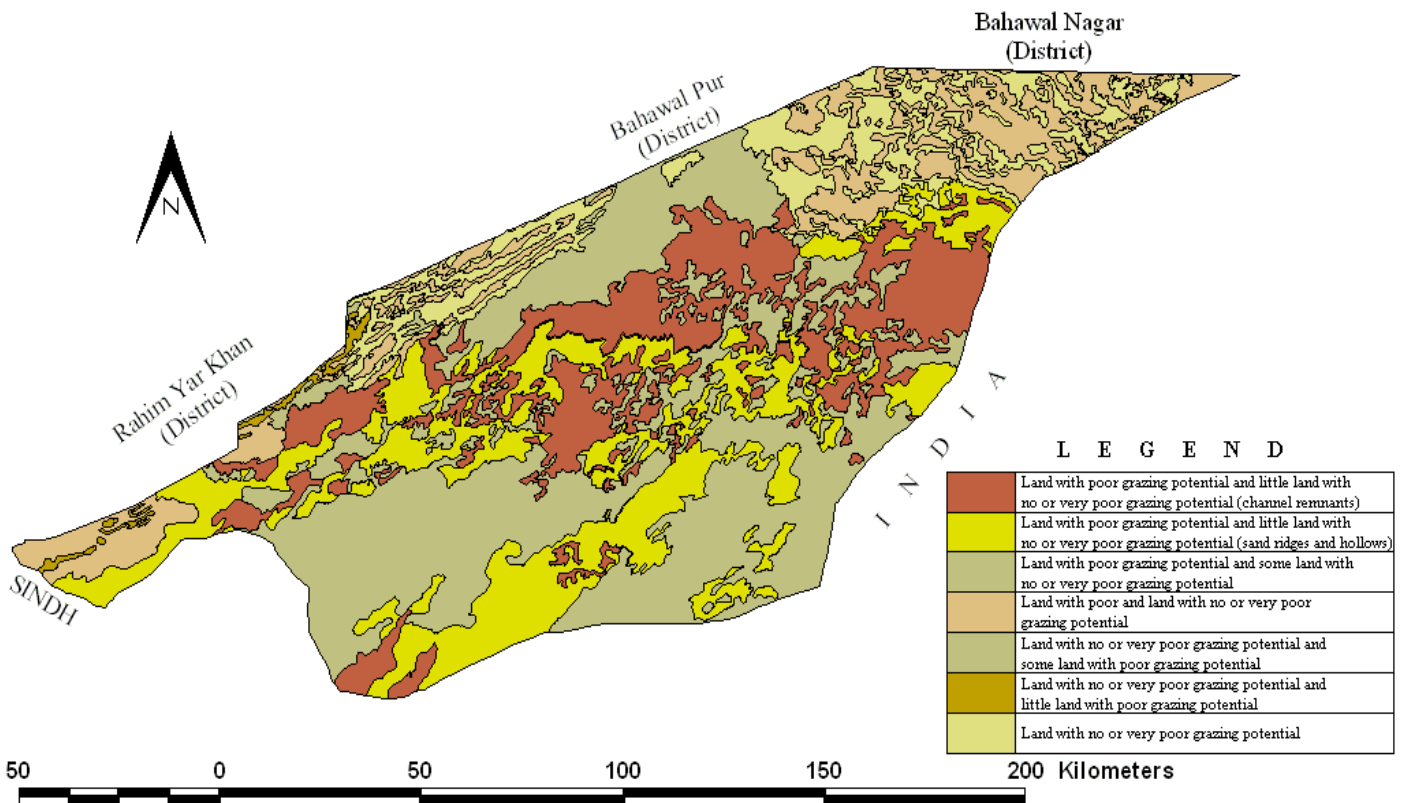 Bahawal Nagar
(District)
Bahawal Pur
(District)
N
Rahim Yar Khan
(District)
SINDH
INDIA
LEGEND
Land with poor grazing potential and little land with
no or very poor grazing potential (channel remnants)
Land with poor grazing potential and little land with
no or very poor grazing potential (sand ridges and hollows)
Land with poor grazing potential and some land with
no or very poor grazing potential
Land with poor and land with no or very poor
grazing potential
Land with no or very poor grazing potential and
some land with poor grazing potential
Land with no or very poor grazing potential and
little land with poor grazing potential
Land with no or very poor grazing potential
50 0 50 100 150 200 Kilometers